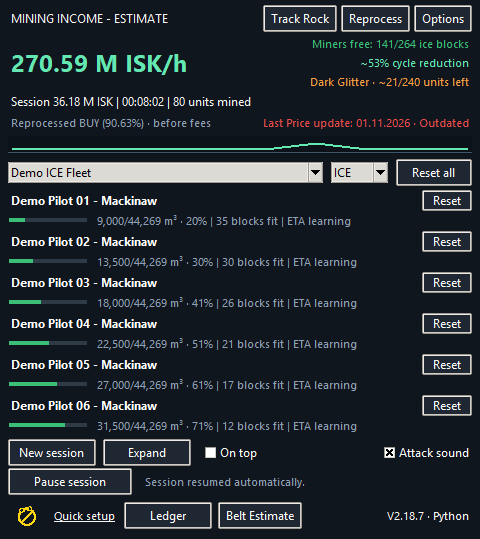 MINING INCOME - ESTIMATE
Track Rock
Reprocess
Options
Miners free: 141/264 ice blocks
270.59 M ISK/h
~53% cycle reduction
Dark Glitter · ~21/240 units left
Session 36.18 M ISK | 00:08:02 | 80 units mined
Reprocessed BUY (90.63%) · before fees
Last Price update: 01.11.2026 · Outdated
Demo ICE Fleet
ICE
Reset all
Demo Pilot 01 - Mackinaw
Reset
9,000/44,269 m³ · 20% | 35 blocks fit | ETA learning
Demo Pilot 02 - Mackinaw
Reset
13,500/44,269 m³ · 30% | 30 blocks fit | ETA learning
Demo Pilot 03 - Mackinaw
Reset
18,000/44,269 m³ · 41% | 26 blocks fit | ETA learning
Demo Pilot 04 - Mackinaw
Reset
22,500/44,269 m³ · 51% | 21 blocks fit | ETA learning
Demo Pilot 05 - Mackinaw
Reset
27,000/44,269 m³ · 61% | 17 blocks fit | ETA learning
Demo Pilot 06 - Mackinaw
Reset
31,500/44,269 m³ · 71% | 12 blocks fit | ETA learning
New session
Expand
On top
Attack sound
Pause session
Session resumed automatically.
Quick setup
Ledger
Belt Estimate
V2.18.7 · Python